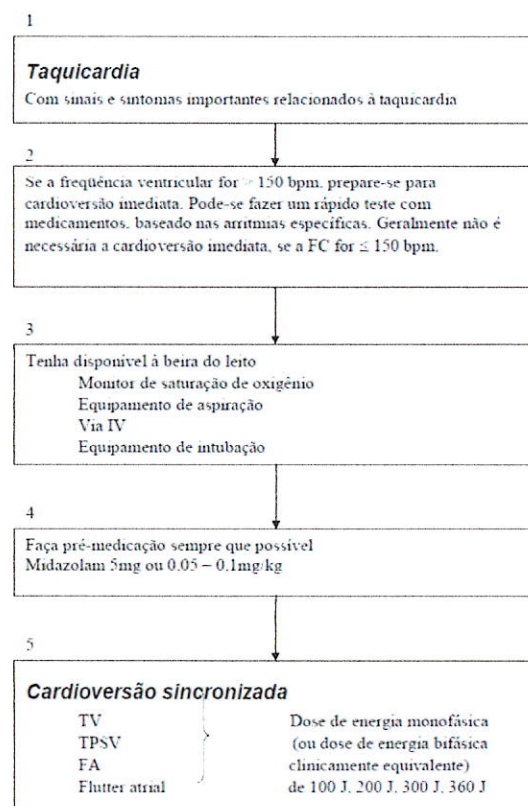 1
Taquicardia
Com sinais e sintomas importantes relacionados à taquicardia
2
Se a freqüência ventricular for > 150 bpm, prepare-se para
cardioversão imediata. Pode-se fazer um rápido teste com
medicamentos, baseado nas arritmias específicas. Geralmente não é
necessária a cardioversão imediata, se a FC for ≤ 150 bpm.
3
Tenha disponível à beira do leito
Monitor de saturação de oxigênio
Equipamento de aspiração
Via IV
Equipamento de intubação
4
Faça pré-medicação sempre que possível
Midazolam 5mg ou 0.05 – 0.1mg/kg
5
Cardioversão sincronizada
TV Dose de energia monofásica
TPSV (ou dose de energia bifásica
FA clinicamente equivalente)
Flutter atrial de 100 J, 200 J, 300 J, 360 J